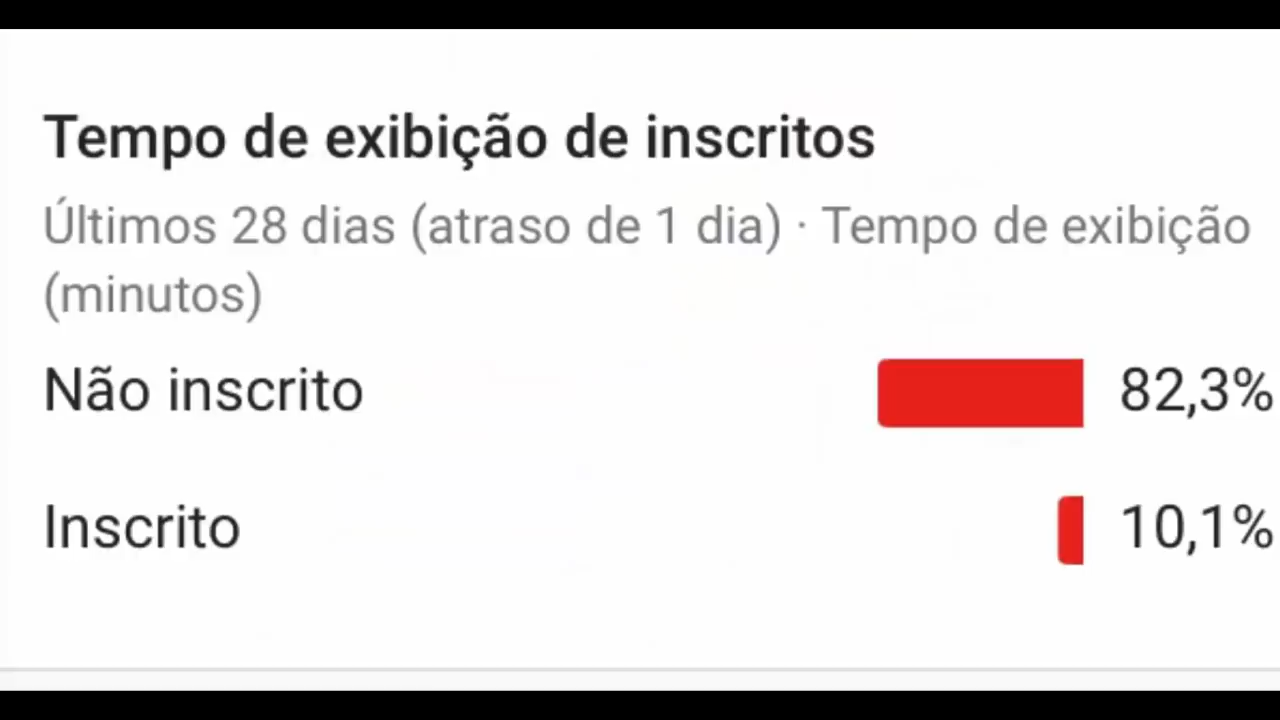 Tempo de exibição de inscritos
Últimos 28 dias (atraso de 1 dia) · Tempo de exibição
(minutos)
Não inscrito 82,3%
Inscrito 10,1%